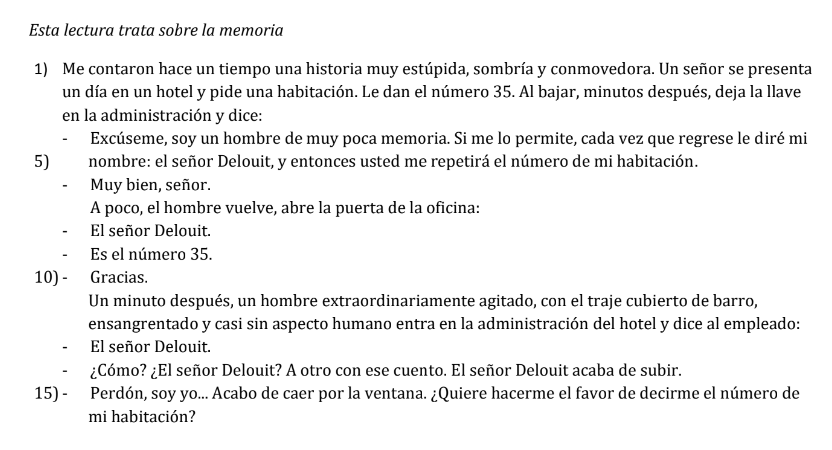 Esta lectura trata sobre la memoria
1) Me contaron hace un tiempo una historia muy estúpida, sombría y conmovedora. Un señor se presenta
un día en un hotel y pide una habitación. Le dan el número 35. Al bajar, minutos después, deja la llave
en la administración y dice:
- Excúseme, soy un hombre de muy poca memoria. Si me lo permite, cada vez que regrese le diré mi
5) nombre: el señor Delouit, y entonces usted me repetirá el número de mi habitación.
- Muy bien, señor.
A poco, el hombre vuelve, abre la puerta de la oficina:
- El señor Delouit.
- Es el número 35.
10) - Gracias.
Un minuto después, un hombre extraordinariamente agitado, con el traje cubierto de barro,
ensangrentado y casi sin aspecto humano entra en la administración del hotel y dice al empleado:
- El señor Delouit.
- ¿Cómo? ¿El señor Delouit? A otro con ese cuento. El señor Delouit acaba de subir.
15) - Perdón, soy yo... Acabo de caer por la ventana. ¿Quiere hacerme el favor de decirme el número de
mi habitación?